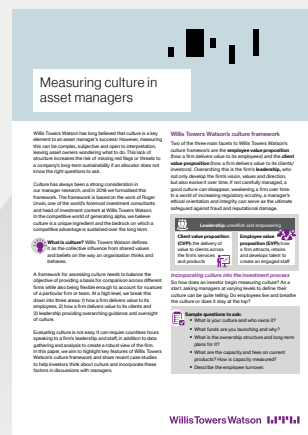 Measuring culture in
asset managers
Willis Towers Watson has long believed that culture is a key
element to an asset manager's success. However, measuring
this can be complex, subjective and open to interpretation,
leaving asset owners wondering what to do. This lack of
structure increases the risk of missing red flags or threats to
a company's long-term sustainability if an allocator does not
know the right questions to ask.
Culture has always been a strong consideration in
our manager research, and in 2016 we formalised this
framework. The framework is based on the work of Roger
Urwin, one of the world's foremost investment consultants
and head of investment research at Willis Towers Watson.
In the competitive world of generating alpha, we believe
culture is a unique ingredient and the bedrock on which a
competitive advantage is sustained over the long term.
What is culture? Willis Towers Watson defines
it as the collective influence from shared values
and beliefs on the way an organisation thinks and
behaves.
A framework for assessing culture needs to balance the
objective of providing a basis for comparison across different
firms while also being flexible enough to account for nuances
of a particular firm or team. At a high level, we break this
down into three areas. 1) how a firm delivers value to its
employees, 2) how a firm delivers value to its clients and
3) leadership providing overarching guidance and oversight
of culture.
Evaluating culture is not easy. It can require countless hours
speaking to a firm's leadership and staff, in addition to data
gathering and analysis to create a robust view of the firm.
In this paper, we aim to highlight key features of Willis Towers
Watson's culture framework and share recent case studies
to help investors think about culture and incorporate these
factors in discussions with managers.
Willis Towers Watson's culture framework
Two of the three main facets to Willis Towers Watson's
culture framework are the employee value proposition
(how a firm delivers value to its employees) and the client
value proposition (how a firm delivers value to its clients/
investors). Overarching this is the firm's leadership, who
not only develop the firm's vision, values and direction,
but also evolve it over time. If not carefully managed, a
good culture can disappear, weakening a firm over time.
In a world of increasing regulatory scrutiny, a manager's
ethical orientation and integrity can serve as the ultimate
safeguard against fraud and reputational damage.
Leadership: unselfish and empowering
Client value proposition
(CVP): the delivery of
value to clients across
the firm's services
and products
Employee value
proposition (EVP): how
a firm attracts, retains
and develops talent to
create an engaged staff
Incorporating culture into the investment process
So how does an investor begin measuring culture? As a
start, asking managers at varying levels to define their
culture can be quite telling. Do employees live and breathe
the culture or does it stay at the top?
Sample questions to ask:
• What is your culture and who owns it?
• What funds are you launching and why?
• What is the ownership structure and long-term
plans for it?
• What are the capacity and fees on current
products? How is capacity measured?
• Describe the employee turnover.
Willis Towers Watson